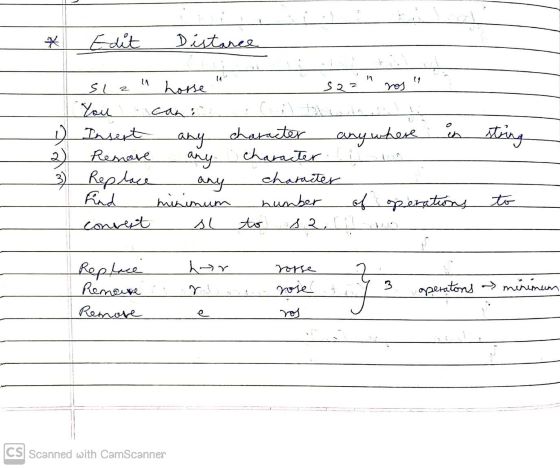 * Edit Distance
s1 = "horse" s2 = "ros"
You can:
1) Insert any character anywhere in string
2) Remove any character
3) Replace any character
Find minimum number of operations to
convert s1 to s2.
Replace h→r rorse
Remove r rose } 3 operations → minimum
Remove e ros
CS Scanned with CamScanner